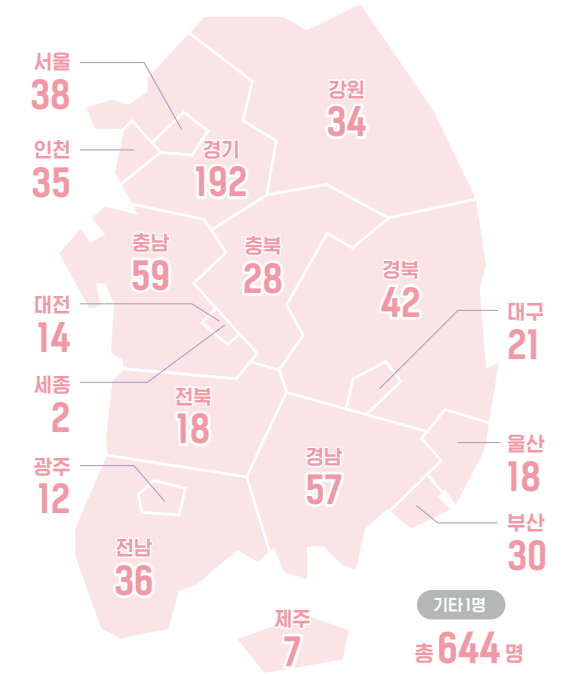 서울
38
강원
34
인천
35
경기
192
충남
59
충북
28
경북
42
대전
14
대구
21
세종
2
전북
18
울산
18
경남
57
광주
12
부산
30
전남
36
제주
7
기타 1명
총 644 명